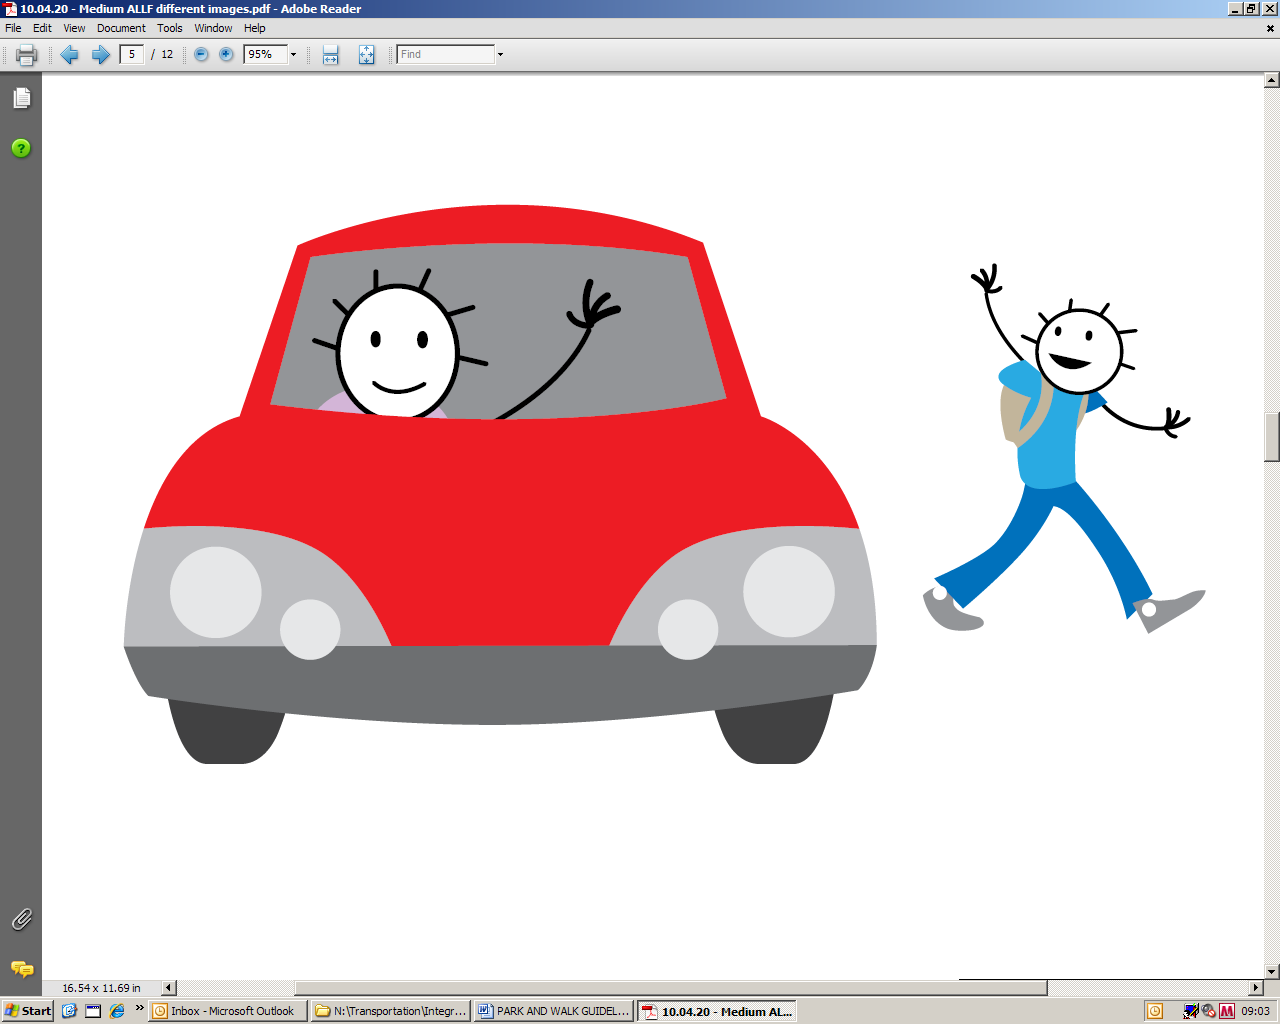 10.04.20 - Medium ALLF different images.pdf - Adobe Reader
File Edit View Document Tools Window Help
5 / 12 95% Find
16.54 x 11.69 in
Start Inbox - Microsoft Outlook N:\Transportation\Integr... PARK AND WALK GUIDEL... 10.04.20 - Medium AL... 09:03